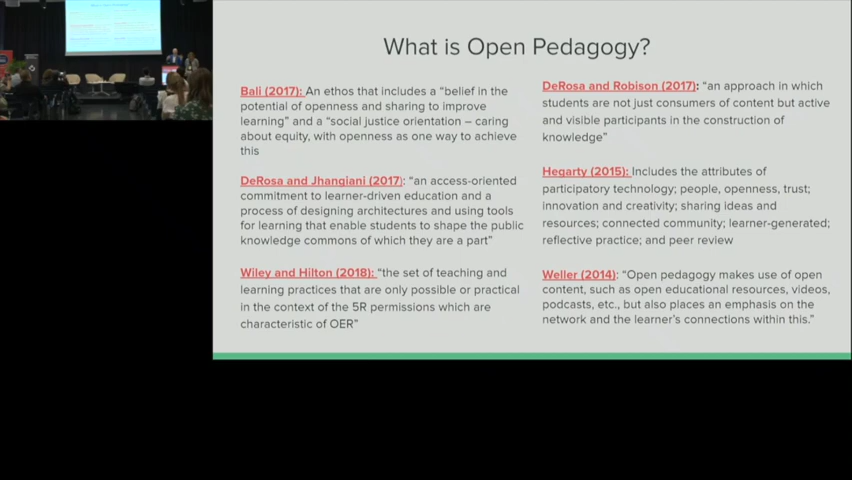 What is Open Pedagogy?
Bali (2017): An ethos that includes a “belief in the
potential of openness and sharing to improve
learning” and a “social justice orientation – caring
about equity, with openness as one way to achieve
this
DeRosa and Jhangiani (2017): “an access-oriented
commitment to learner-driven education and a
process of designing architectures and using tools
for learning that enable students to shape the public
knowledge commons of which they are a part”
Wiley and Hilton (2018): “the set of teaching and
learning practices that are only possible or practical
in the context of the 5R permissions which are
characteristic of OER”
DeRosa and Robison (2017): “an approach in which
students are not just consumers of content but active
and visible participants in the construction of
knowledge”
Hegarty (2015): Includes the attributes of
participatory technology; people, openness, trust;
innovation and creativity; sharing ideas and
resources; connected community; learner-generated;
reflective practice; and peer review
Weller (2014): “Open pedagogy makes use of open
content, such as open educational resources, videos,
podcasts, etc., but also places an emphasis on the
network and the learner’s connections within this.”